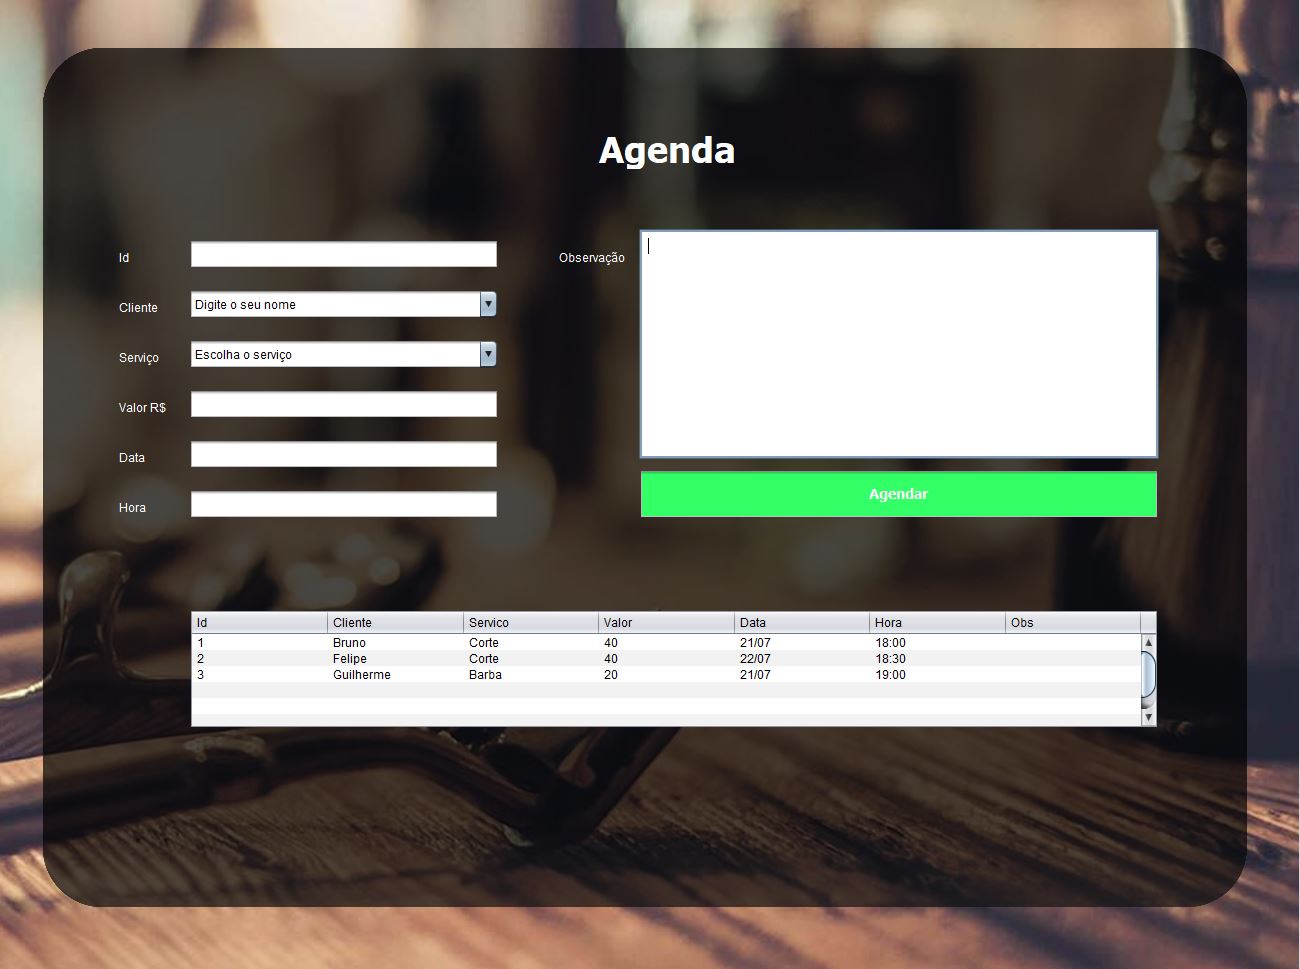 Agenda
Id
Observação
Cliente
Digite o seu nome
Serviço
Escolha o serviço
Valor R$
Data
Agendar
Hora
Id Cliente Servico Valor Data Hora Obs
1 Bruno Corte 40 21/07 18:00
2 Felipe Corte 40 22/07 18:30
3 Guilherme Barba 20 21/07 19:00